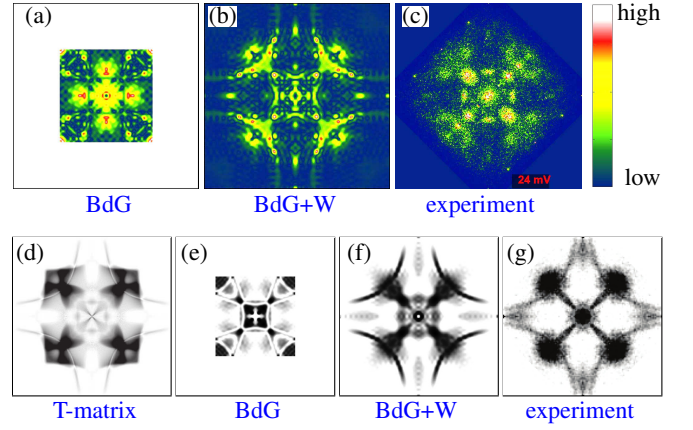 (a)
(b)
(c)
high
low
24 mV
BdG
BdG+W
experiment
(d)
(e)
(f)
(g)
T-matrix
BdG
BdG+W
experiment